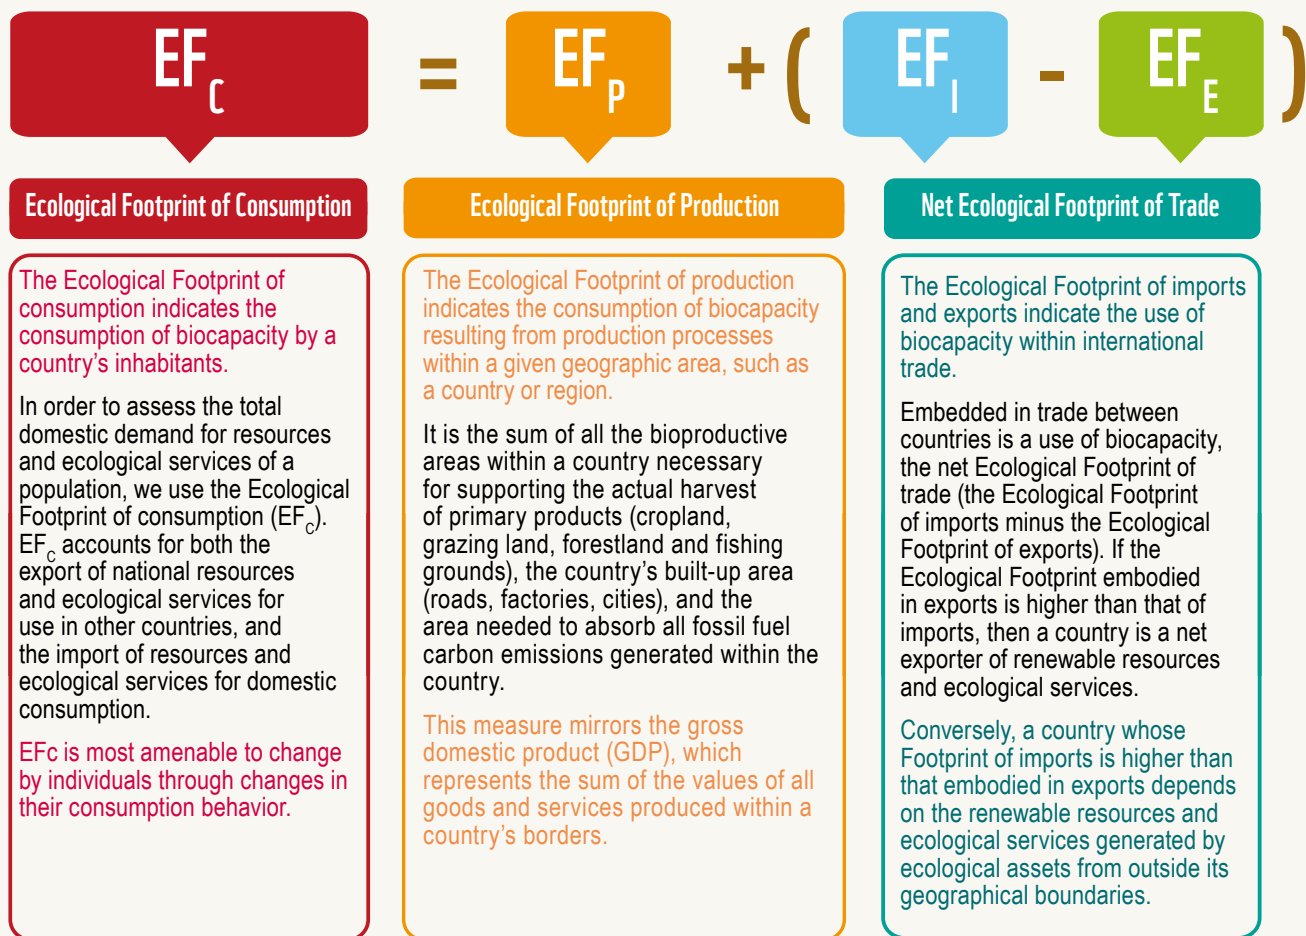 EFC = EFP + ( EFI - EFE )
Ecological Footprint of Consumption
The Ecological Footprint of
consumption indicates the
consumption of biocapacity by a
country's inhabitants.
In order to assess the total
domestic demand for resources
and ecological services of a
population, we use the Ecological
Footprint of consumption (EFC).
EFC accounts for both the
export of national resources
and ecological services for
use in other countries, and
the import of resources and
ecological services for domestic
consumption.
EFc is most amenable to change
by individuals through changes in
their consumption behavior.
Ecological Footprint of Production
The Ecological Footprint of production
indicates the consumption of biocapacity
resulting from production processes
within a given geographic area, such as
a country or region.
It is the sum of all the bioproductive
areas within a country necessary
for supporting the actual harvest
of primary products (cropland,
grazing land, forestland and fishing
grounds), the country's built-up area
(roads, factories, cities), and the
area needed to absorb all fossil fuel
carbon emissions generated within the
country.
This measure mirrors the gross
domestic product (GDP), which
represents the sum of the values of all
goods and services produced within a
country's borders.
Net Ecological Footprint of Trade
The Ecological Footprint of imports
and exports indicate the use of
biocapacity within international
trade.
Embedded in trade between
countries is a use of biocapacity,
the net Ecological Footprint of
trade (the Ecological Footprint
of imports minus the Ecological
Footprint of exports). If the
Ecological Footprint embodied
in exports is higher than that of
imports, then a country is a net
exporter of renewable resources
and ecological services.
Conversely, a country whose
Footprint of imports is higher than
that embodied in exports depends
on the renewable resources and
ecological services generated by
ecological assets from outside its
geographical boundaries.